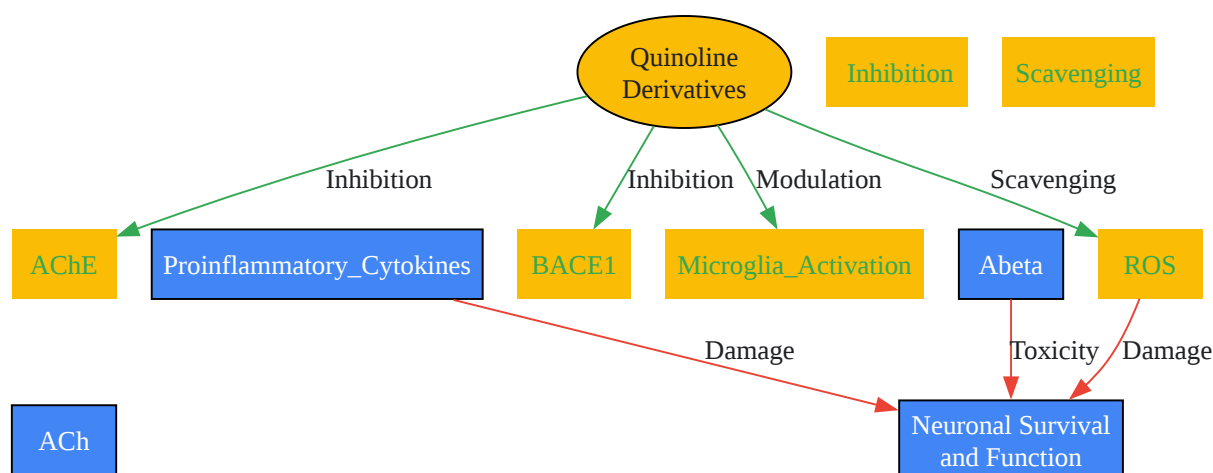 Quinoline
Derivatives
Inhibition
Scavenging
Inhibition
Inhibition
Modulation
Scavenging
AChE
Proinflammatory_Cytokines
BACE1
Microglia_Activation
Abeta
ROS
Damage
Toxicity
Damage
ACh
Neuronal Survival
and Function